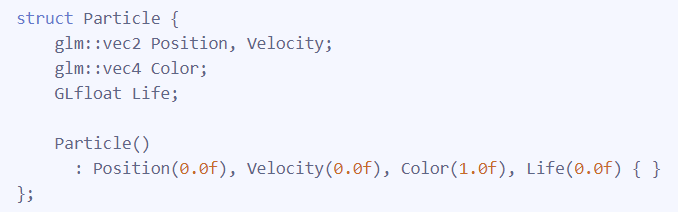 struct Particle {
    glm::vec2 Position, Velocity;
    glm::vec4 Color;
    GLfloat Life;

    Particle()
      : Position(0.0f), Velocity(0.0f), Color(1.0f), Life(0.0f) { }
};